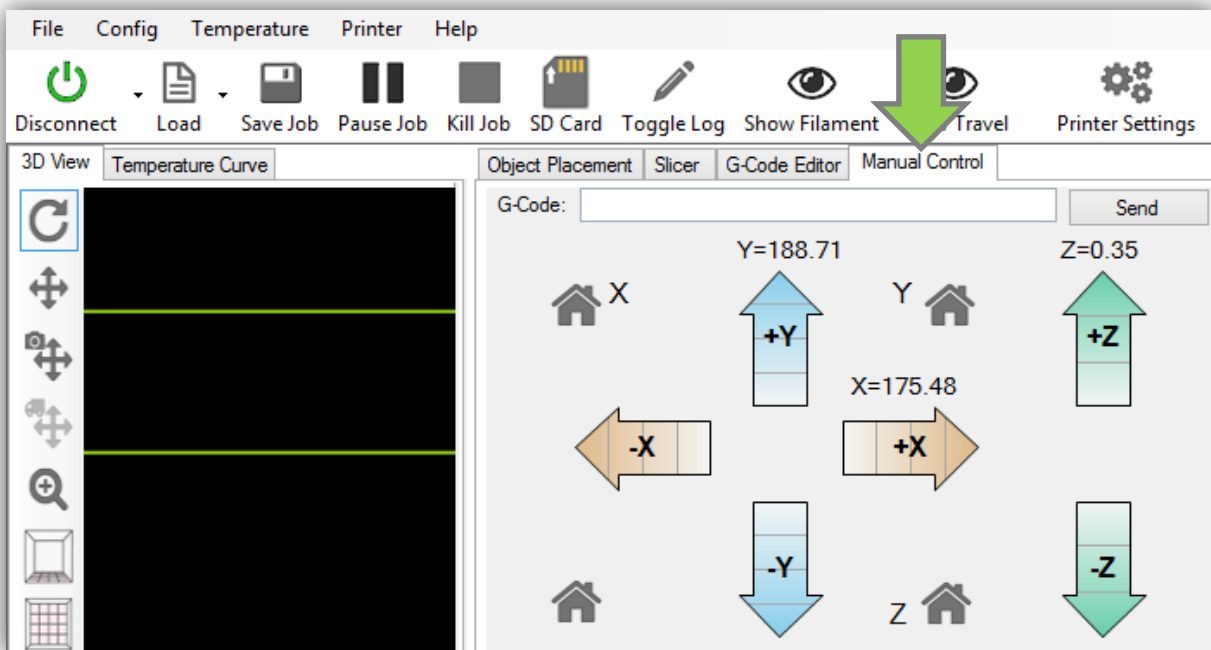 File Config Temperature Printer Help
Disconnect Load Save Job Pause Job Kill Job SD Card Toggle Log Show Filament Travel Printer Settings
3D View Temperature Curve Object Placement Slicer G-Code Editor Manual Control
G-Code: Send
Y=188.71 Z=0.35
X Y
+Y +Z
X=175.48
-X +X
-Y -Z
Z